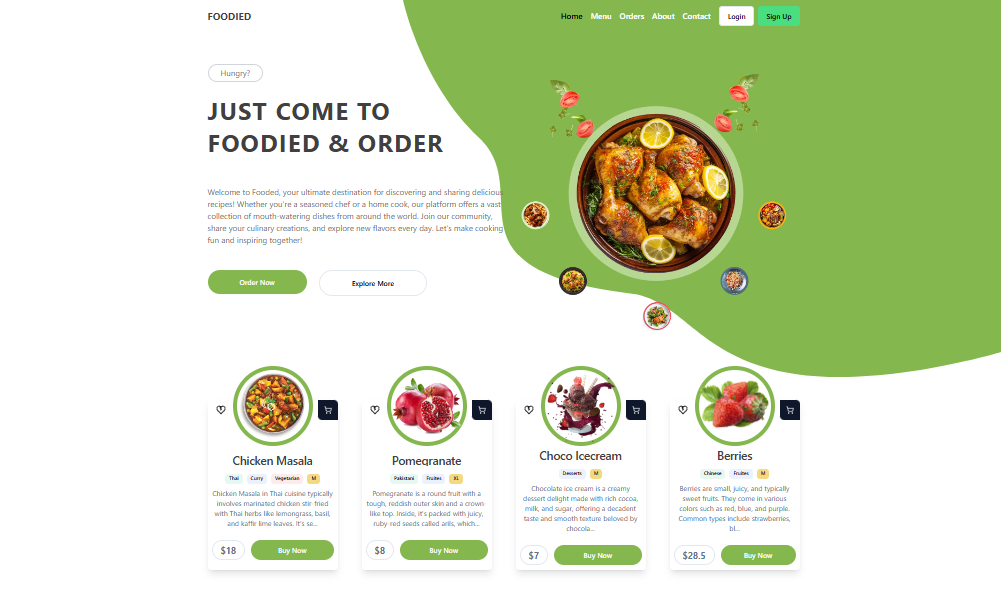 FOODIED
Home Menu Orders About Contact Login Sign Up
Hungry?
JUST COME TO
FOODIED & ORDER
Welcome to Fooded, your ultimate destination for discovering and sharing delicious
recipes! Whether you're a seasoned chef or a home cook, our platform offers a vast
collection of mouth-watering dishes from around the world. Join our community,
share your culinary creations, and explore new flavors every day. Let's make cooking
fun and inspiring together!
Order Now Explore More
Chicken Masala
Thai Curry Vegetarian M
Chicken Masala in Thai cuisine typically
involves marinated chicken stir-fried
with Thai herbs like lemongrass, basil,
and kaffir lime leaves. It's se...
$18 Buy Now
Pomegranate
Pakistani Fruites XL
Pomegranate is a round fruit with a
tough, reddish outer skin and a crown
like top. Inside, it's packed with juicy,
ruby-red seeds called arils, which...
$8 Buy Now
Choco Icecream
Desserts M
Chocolate ice cream is a creamy
dessert delight made with rich cocoa,
milk, and sugar, offering a decadent
taste and smooth texture beloved by
chocola...
$7 Buy Now
Berries
Chinese Fruites M
Berries are small, juicy, and typically
sweet fruits. They come in various
colors such as red, blue, and purple.
Common types include strawberries,
bl...
$28.5 Buy Now